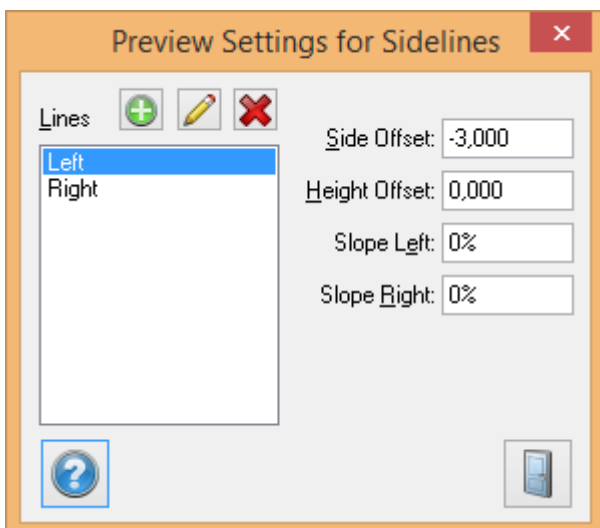 Preview Settings for Sidelines
Lines
Left
Right
Side Offset: -3,000
Height Offset: 0,000
Slope Left: 0%
Slope Right: 0%